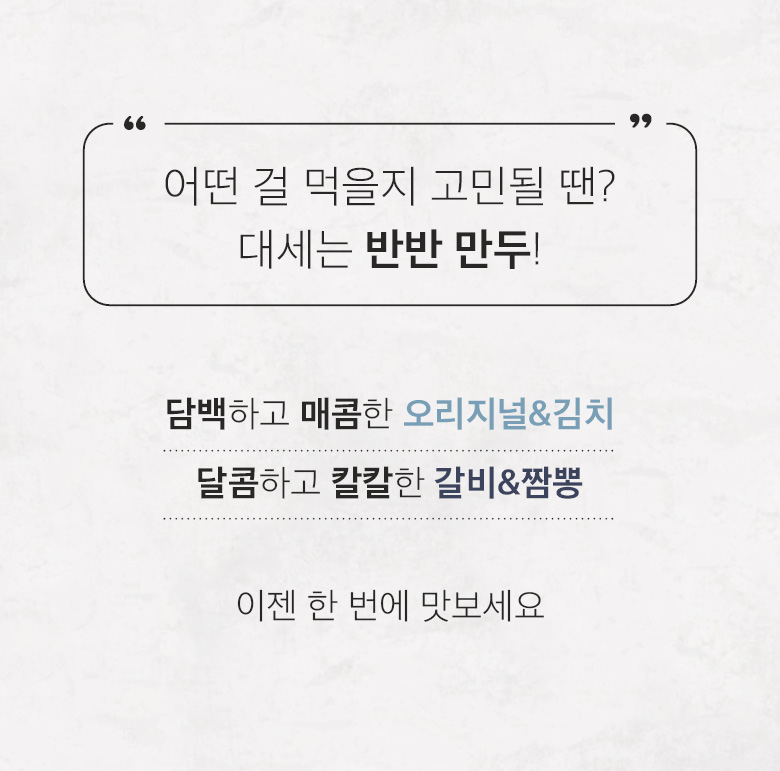 “ ”
어떤 걸 먹을지 고민될 땐?
대세는 반반 만두!
담백하고 매콤한 오리지널&김치
달콤하고 칼칼한 갈비&짬뽕
이젠 한 번에 맛보세요